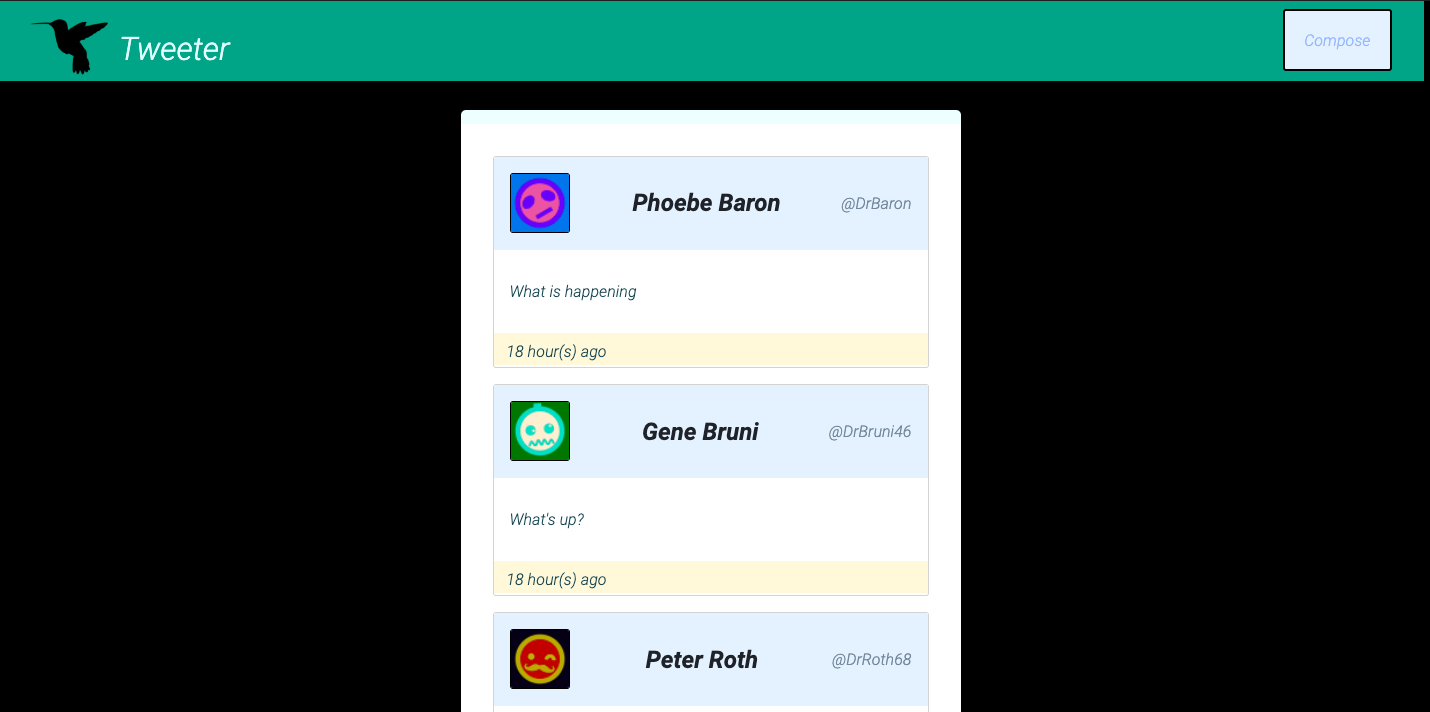 Tweeter
Compose
Phoebe Baron
@DrBaron
What is happening
18 hour(s) ago
Gene Bruni
@DrBruni46
What's up?
18 hour(s) ago
Peter Roth
@DrRoth68